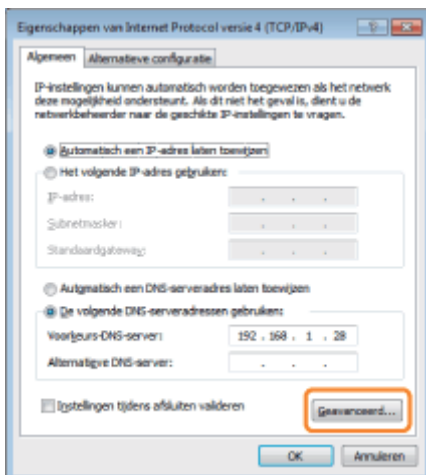 Eigenschappen van Internet Protocol versie 4 (TCP/IPv4)
Algemeen
Alternatieve configuratie
IP-instellingen kunnen automatisch worden toegewezen als het netwerk
deze mogelijkheid ondersteunt. Als dit niet het geval is, dient u de
netwerkbeheerder naar de geschikte IP-instellingen te vragen.
Automatisch een IP-adres laten toewijzen
Het volgende IP-adres gebruiken:
IP-adres:
Subnetmasker:
Standaardgateway:
Automatisch een DNS-serveradres laten toewijzen
De volgende DNS-serveradressen gebruiken:
Voorkeurs-DNS-server:
192 . 168 . 1 . 28
Alternatieve DNS-server:
Instellingen tijdens afsluiten valideren
Geavanceerd...
OK
Annuleren